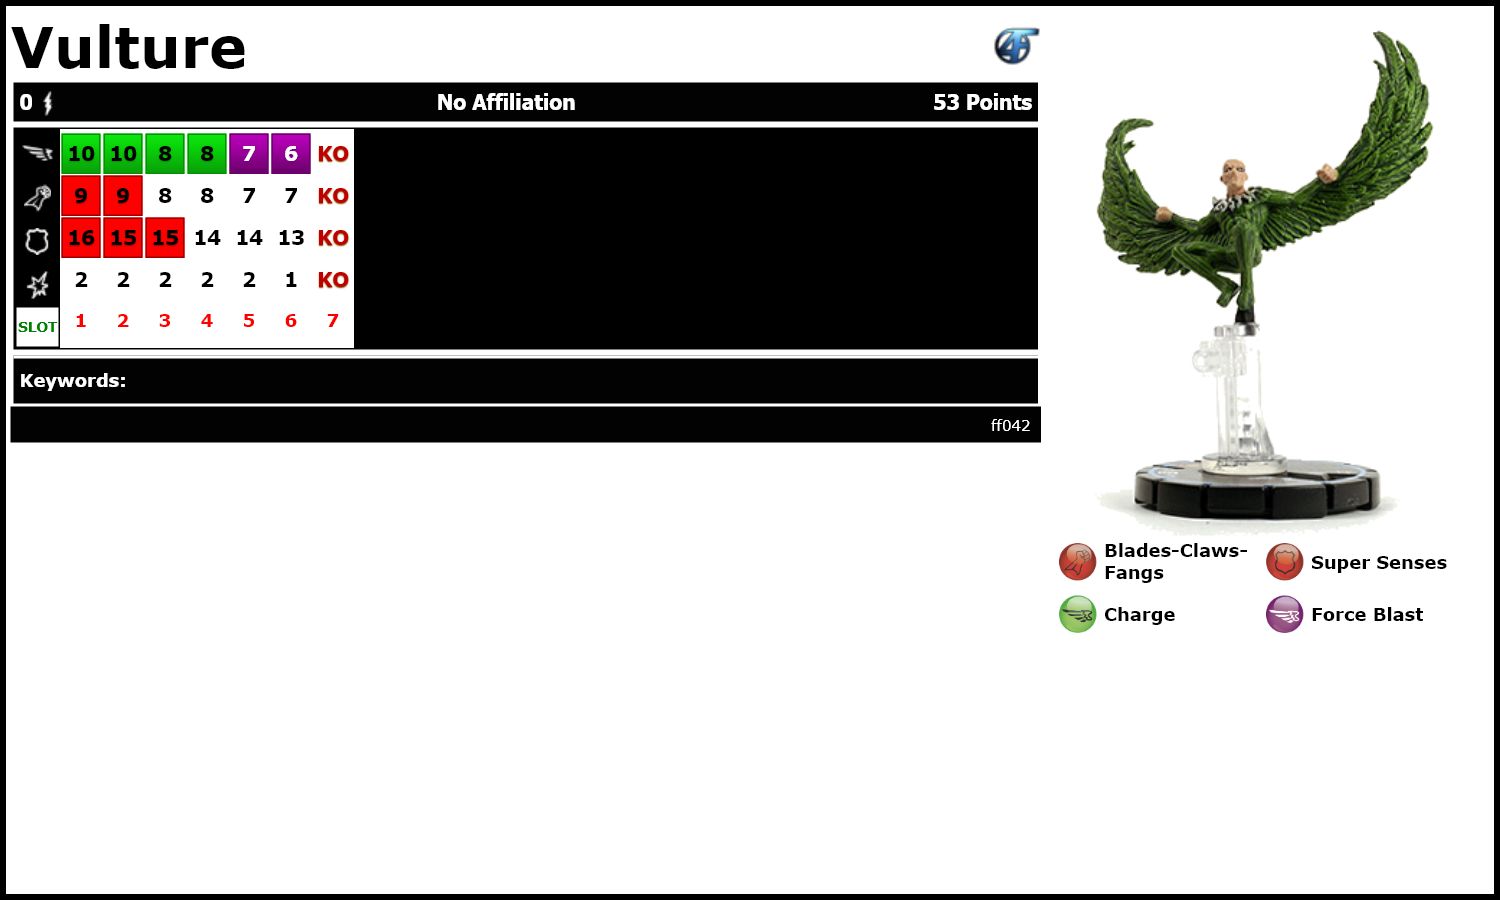 Vulture
0 No Affiliation 53 Points
10 10 8 8 7 6 KO
9 9 8 8 7 7 KO
16 15 15 14 14 13 KO
2 2 2 2 2 1 KO
SLOT 1 2 3 4 5 6 7
Keywords:
ff042
Blades-Claws-
Fangs
Super Senses
Charge
Force Blast